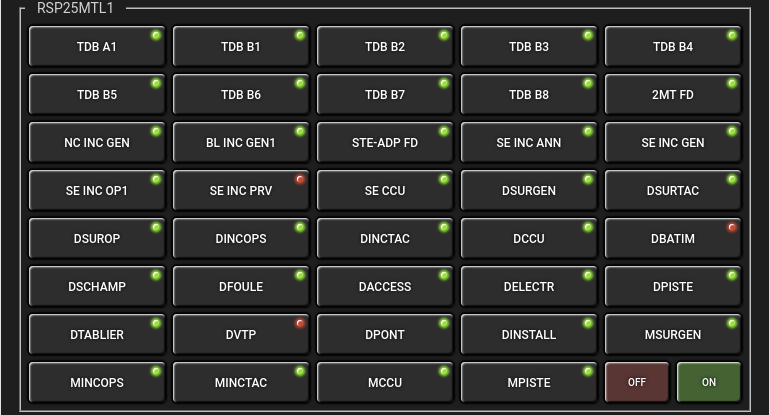 RSP25MTL1
TDB A1 TDB B1 TDB B2 TDB B3 TDB B4
TDB B5 TDB B6 TDB B7 TDB B8 2MT FD
NC INC GEN BL INC GEN1 STE-ADP FD SE INC ANN SE INC GEN
SE INC OP1 SE INC PRV SE CCU DSURGEN DSURTAC
DSUROP DINCOPS DINCTAC DCCU DBATIM
DSCHAMP DFOULE DACCESS DELECTR DPISTE
DTABLIER DVTP DPONT DINSTALL MSURGEN
MINCOPS MINCTAC MCCU MPISTE OFF ON